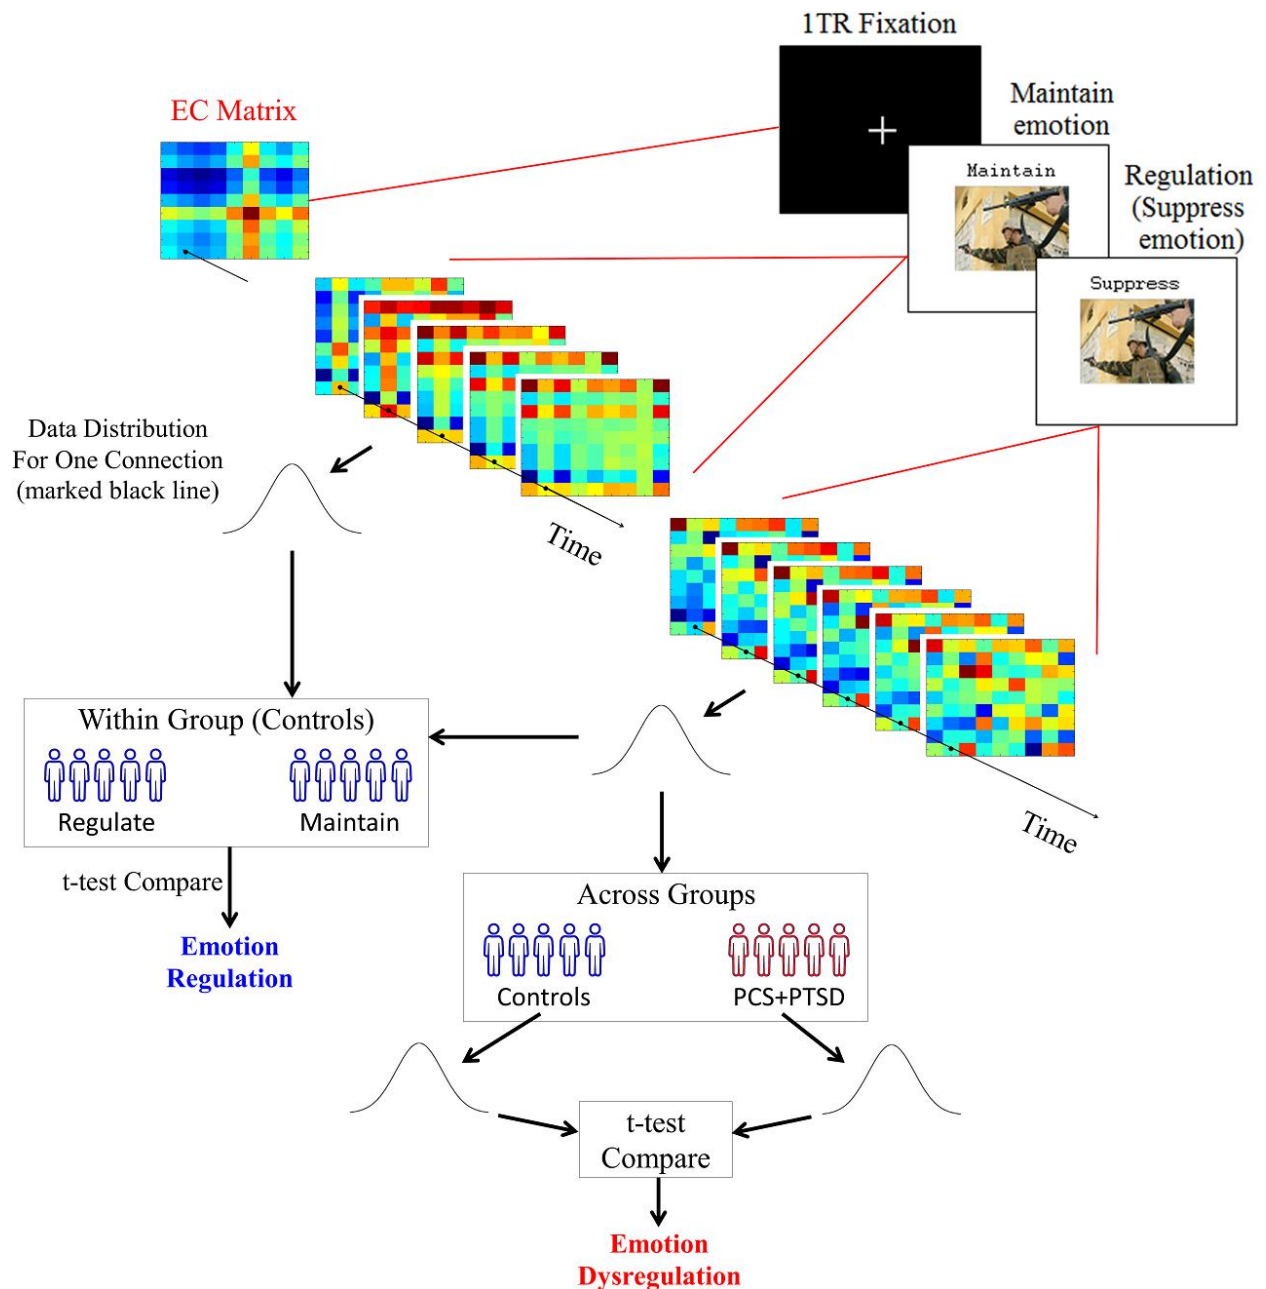 1TR Fixation
EC Matrix
Maintain
emotion
Maintain
Regulation
(Suppress
emotion)
Suppress
Data Distribution
For One Connection
(marked black line)
Time
Within Group (Controls)
Regulate
Maintain
Time
t-test Compare
Across Groups
Emotion
Regulation
Controls
PCS+PTSD
t-test
Compare
Emotion
Dysregulation